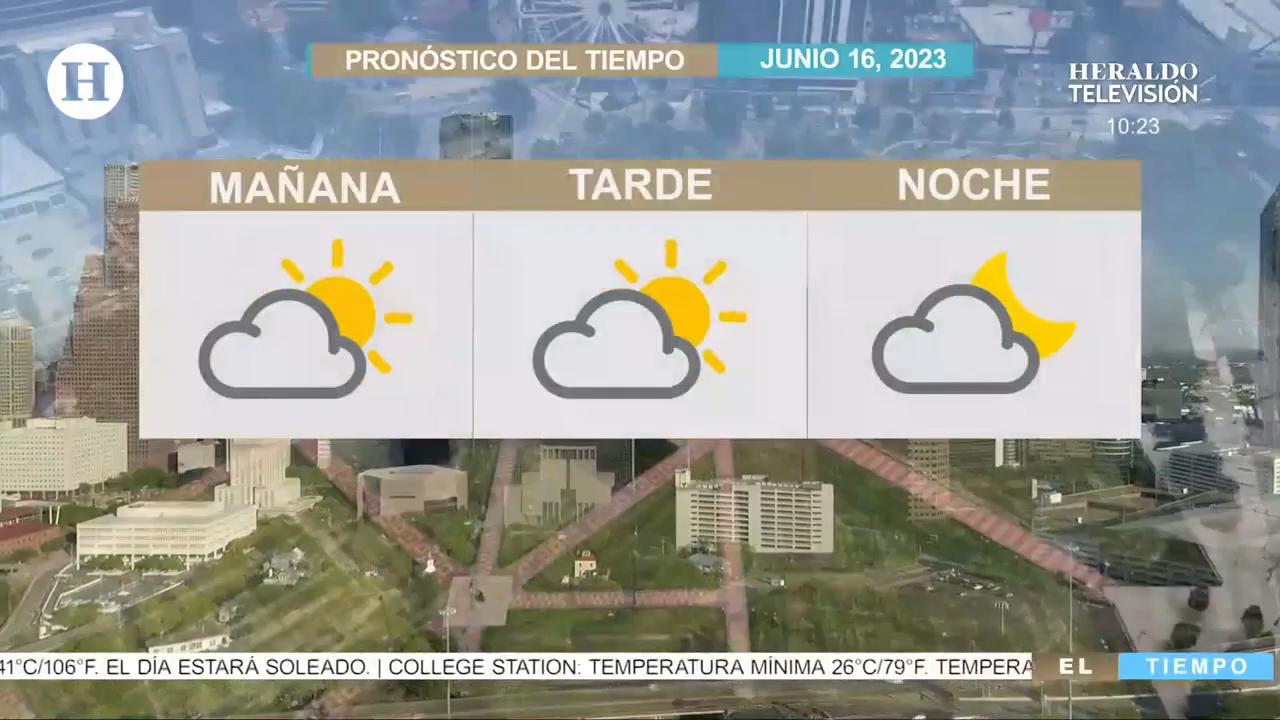 H
PRONÓSTICO DEL TIEMPO
JUNIO 16, 2023
HERALDO
TELEVISIÓN
10:23
MAÑANA
TARDE
NOCHE
41°C/106°F. EL DÍA ESTARÁ SOLEADO. | COLLEGE STATION: TEMPERATURA MÍNIMA 26°C/79°F. TEMPERA
EL TIEMPO